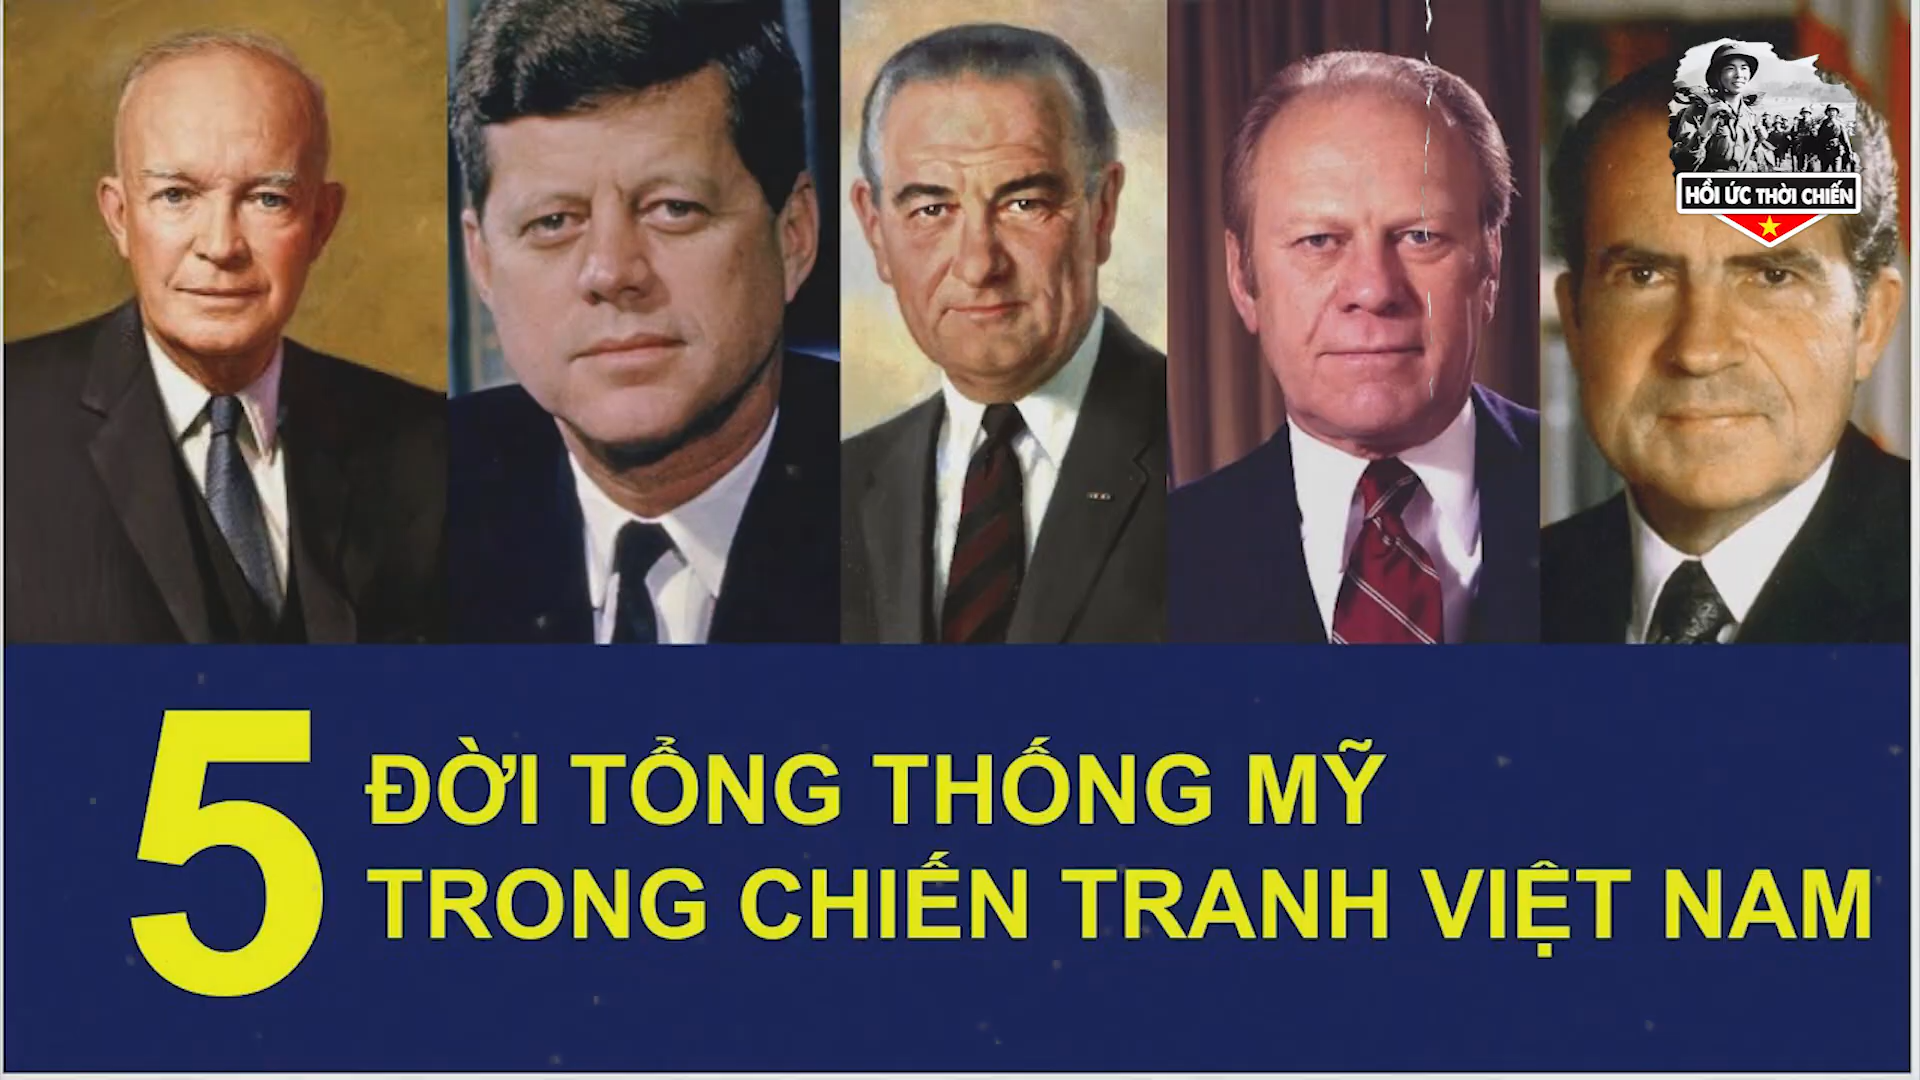 HỒI ỨC THỜI CHIẾN
5
ĐỜI TỔNG THỐNG MỸ
TRONG CHIẾN TRANH VIỆT NAM